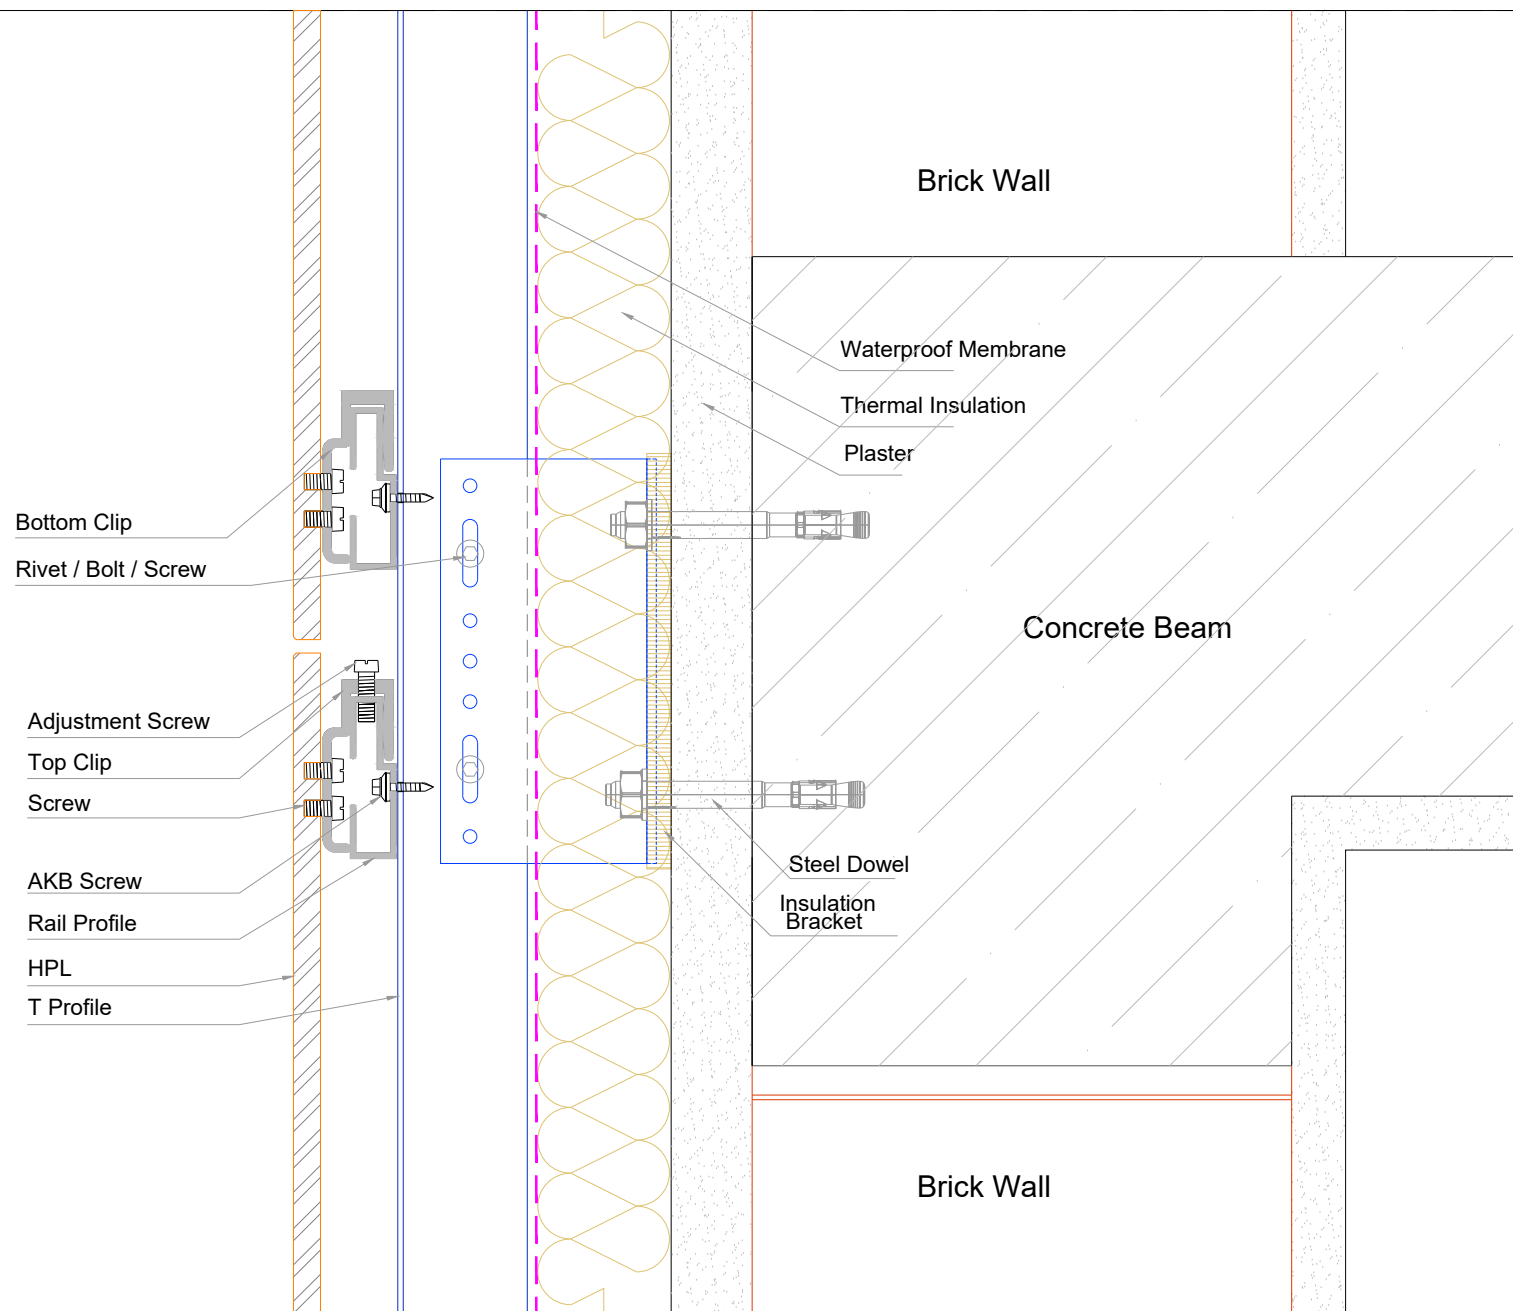 Brick Wall
Waterproof Membrane
Thermal Insulation
Plaster
Bottom Clip
Rivet / Bolt / Screw
Concrete Beam
Adjustment Screw
Top Clip
Screw
AKB Screw
Rail Profile
HPL
T Profile
Steel Dowel
Insulation
Bracket
Brick Wall